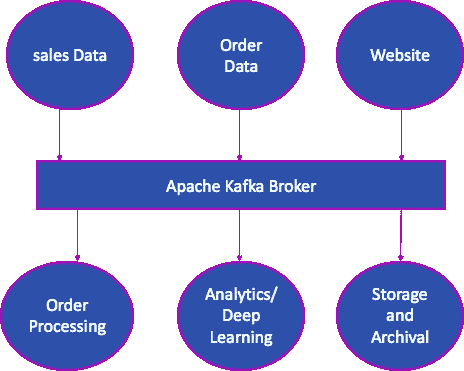 sales Data
Order
Data
Website
Apache Kafka Broker
Order
Processing
Analytics/
Deep
Learning
Storage
and
Archival